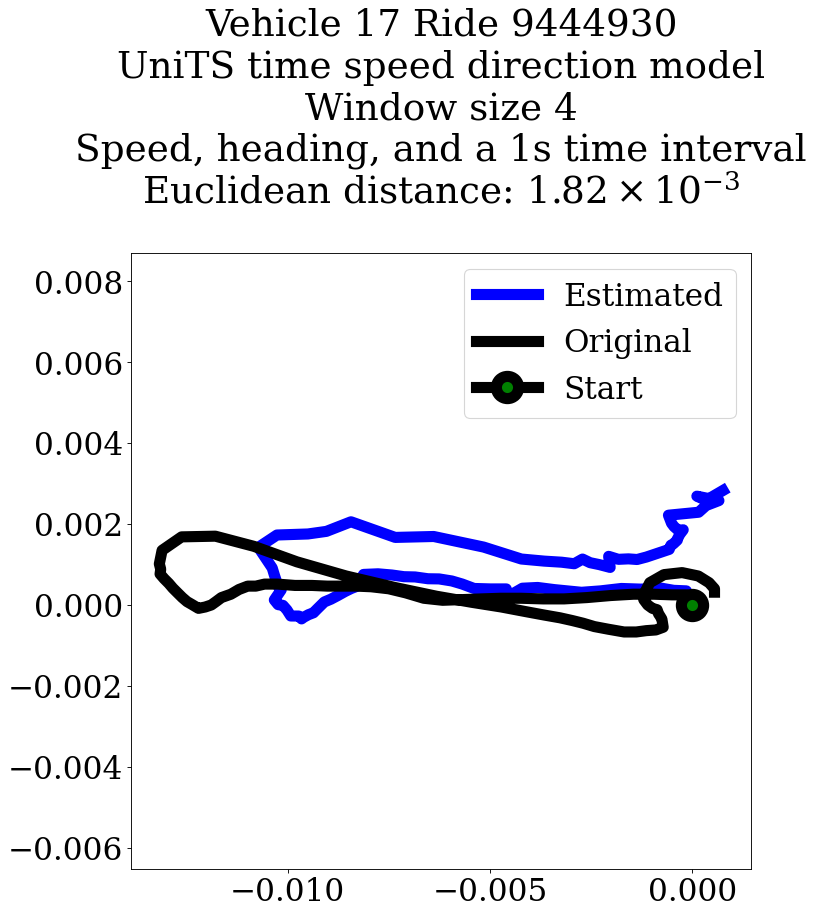 Vehicle 17 Ride 9444930
UniTS time speed direction model
Window size 4
Speed, heading, and a 1s time interval
Euclidean distance: 1.82 × 10⁻³
Estimated
Original
Start
0.008
0.006
0.004
0.002
0.000
−0.002
−0.004
−0.006
−0.010
−0.005
0.000